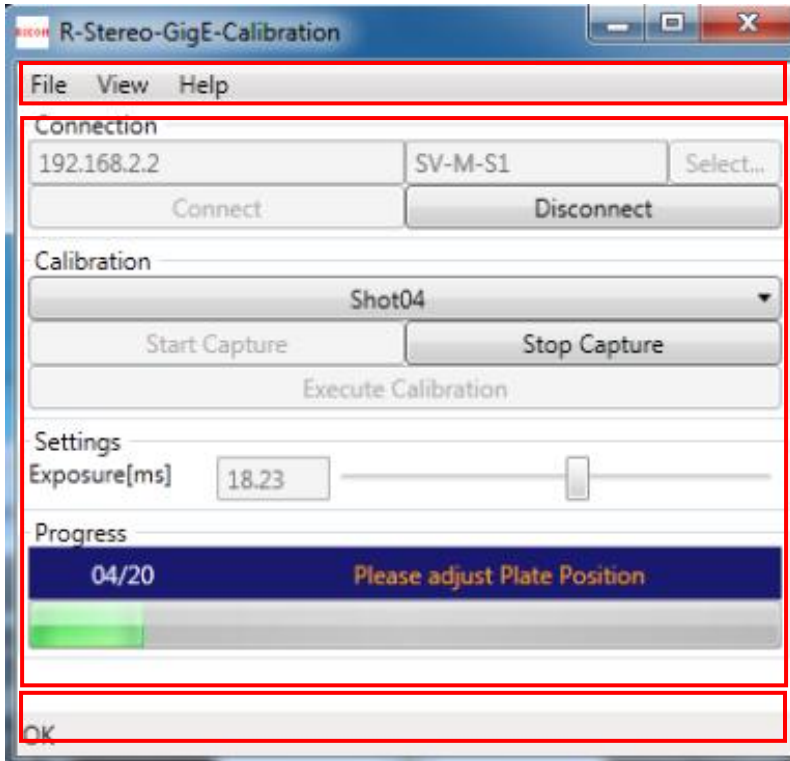 RICOH R-Stereo-GigE-Calibration
File View Help
Connection
192.168.2.2 SV-M-S1 Select...
Connect Disconnect
Calibration
Shot04
Start Capture Stop Capture
Execute Calibration
Settings
Exposure[ms] 18.23
Progress
04/20 Please adjust Plate Position
OK